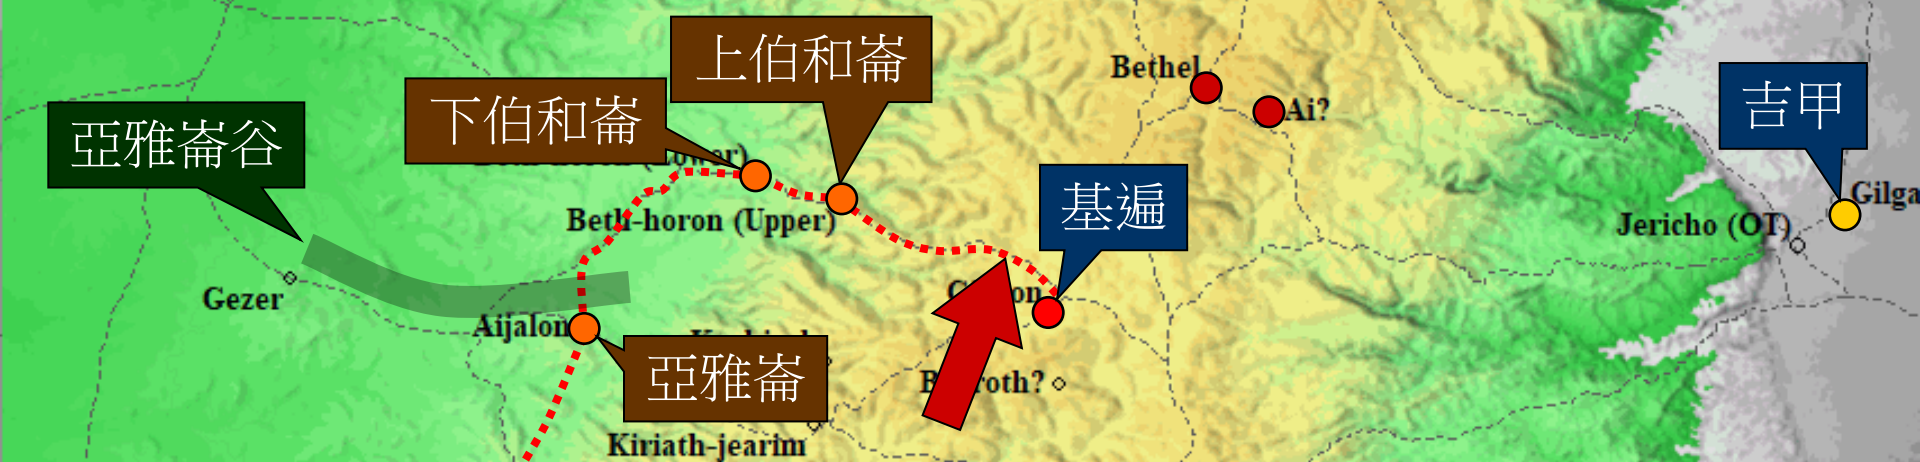 上伯和崙
下伯和崙
亞雅崙谷
吉甲
基遍
亞雅崙
Bethel
Ai?
Beth-horon (Upper)
Jericho (OT)
Gilga
Gezer
Aijalon
Kiriath-jearim